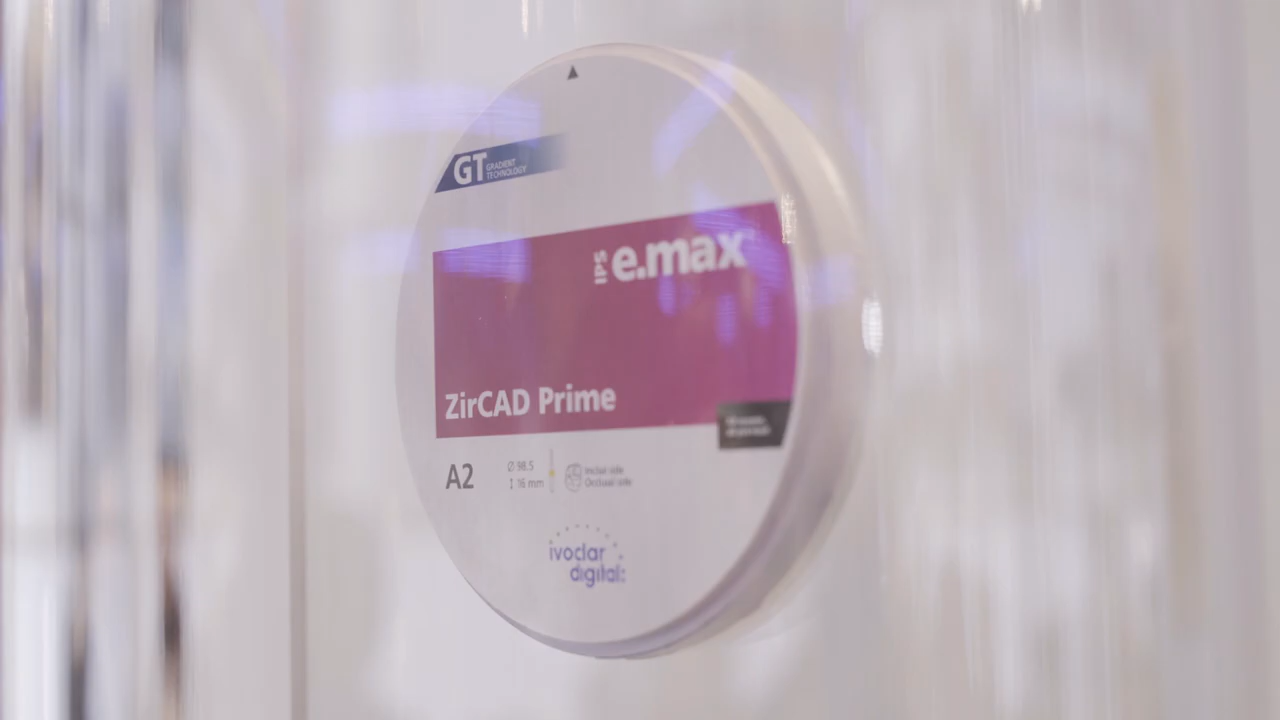 GT GRADIENT
TECHNOLOGY
IPS e.max
ZirCAD Prime
A2
Ø 98.5
16 mm
Incisal side
Occlusal side
ivoclar
digital: